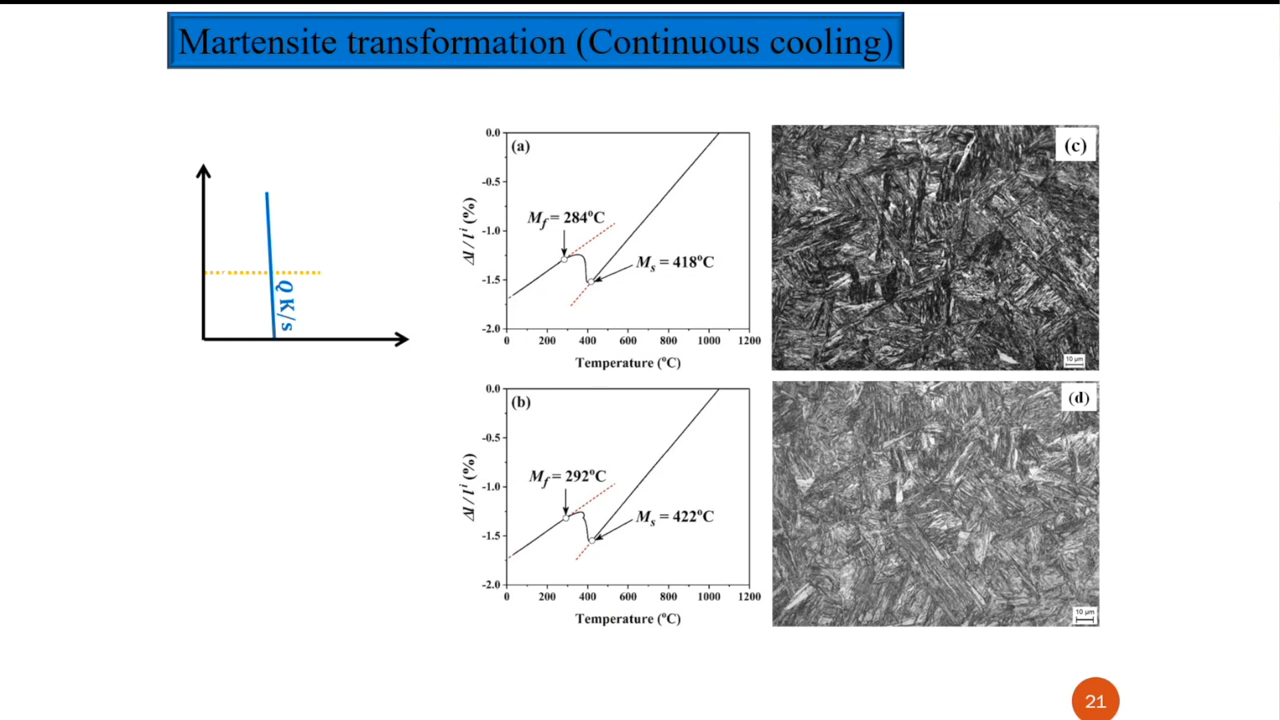 Martensite transformation (Continuous cooling)
Q K/s
(a)
0.0
-0.5
-1.0
-1.5
-2.0
Δl / lⁱ (%)
M_f = 284°C
M_s = 418°C
0 200 400 600 800 1000 1200
Temperature (°C)
(c)
10 μm
(b)
0.0
-0.5
-1.0
-1.5
-2.0
Δl / lⁱ (%)
M_f = 292°C
M_s = 422°C
0 200 400 600 800 1000 1200
Temperature (°C)
(d)
10 μm
21